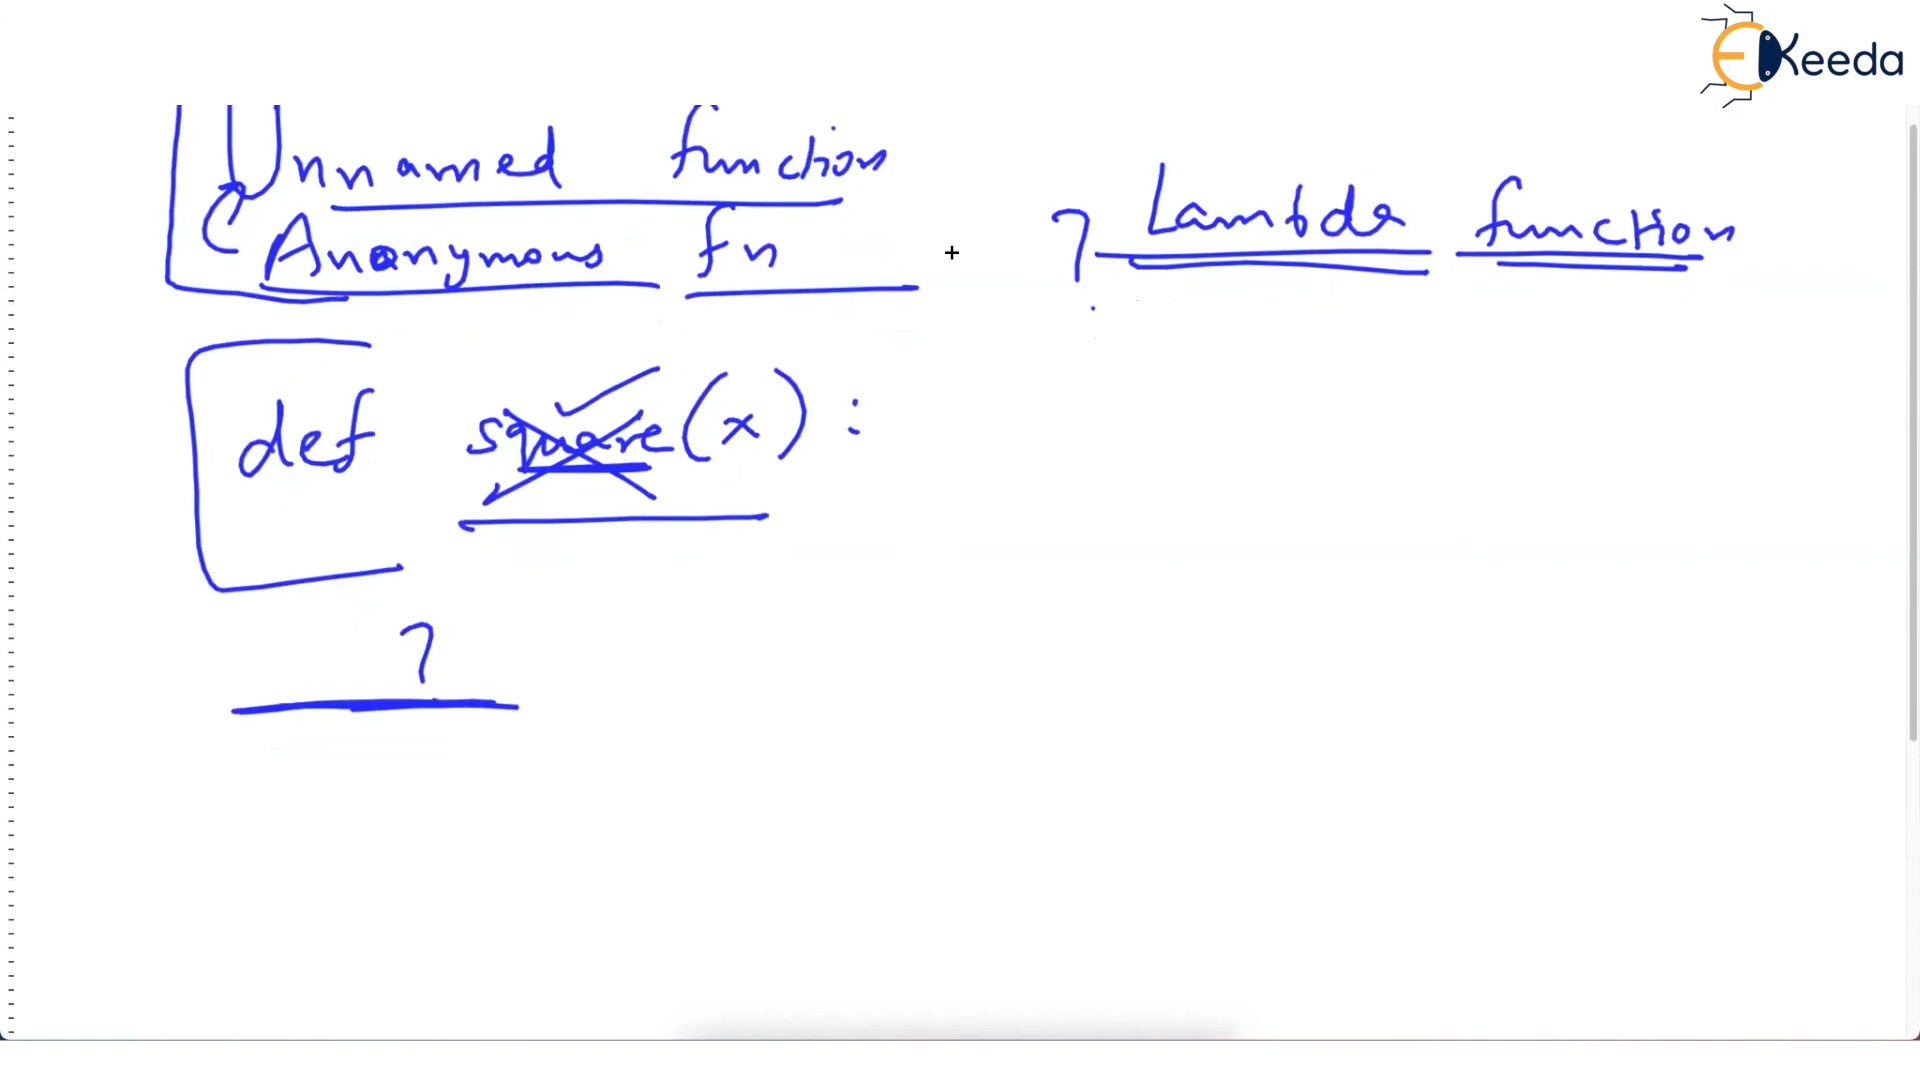 EKeeda
Unnamed function
Anonymous fn
? Lambda function
def square(x):
?